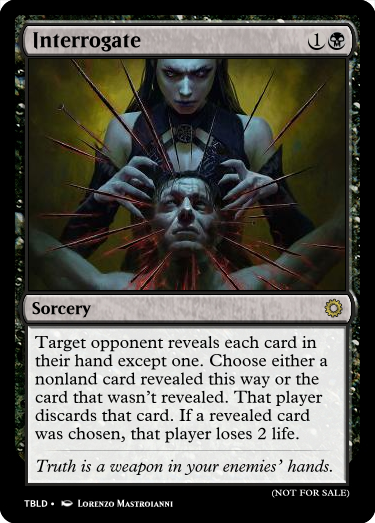 Interrogate 1
Sorcery
Target opponent reveals each card in
their hand except one. Choose either a
nonland card revealed this way or the
card that wasn't revealed. That player
discards that card. If a revealed card
was chosen, that player loses 2 life.
Truth is a weapon in your enemies' hands.
(NOT FOR SALE)
TBLD • Lorenzo Mastroianni